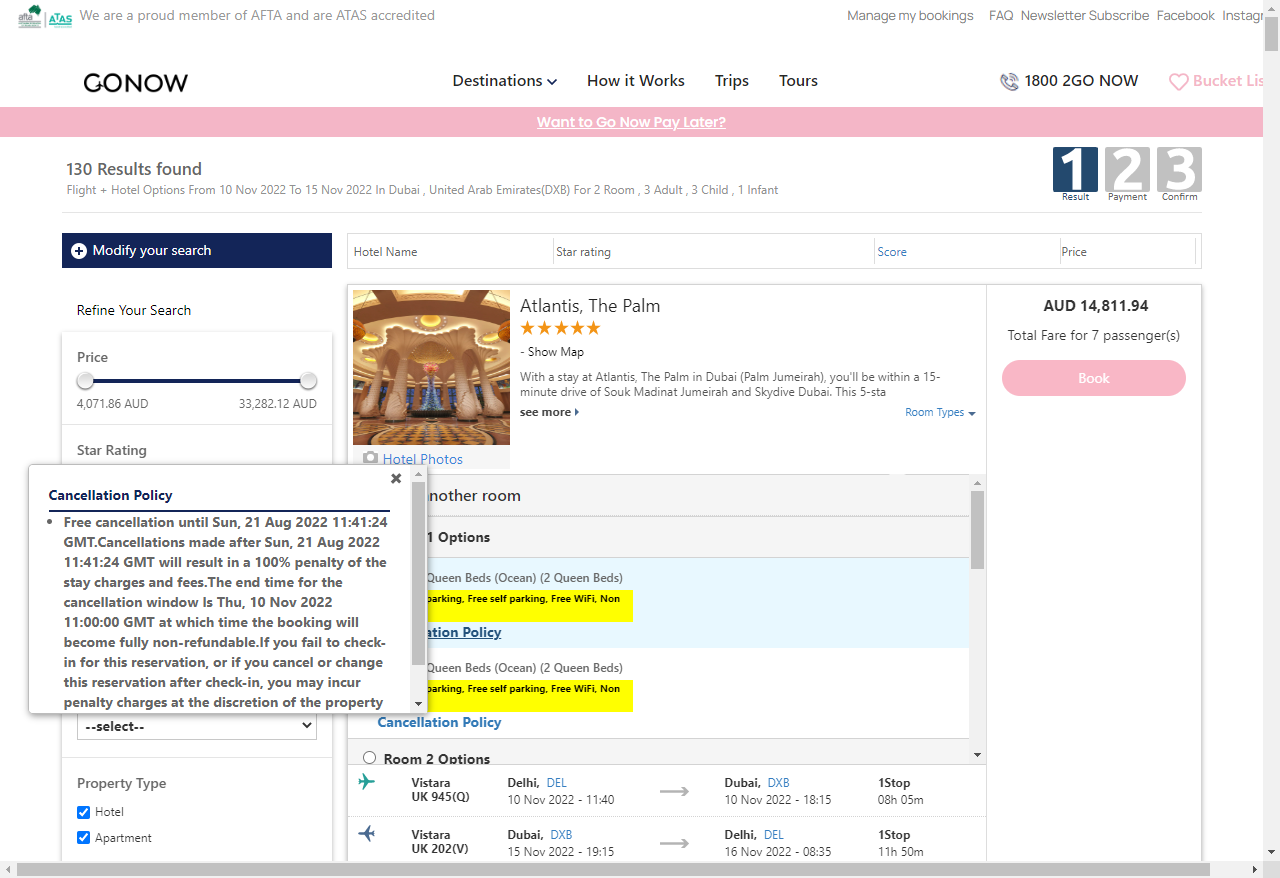 afta
ATAS
We are a proud member of AFTA and are ATAS accredited
Manage my bookings
FAQ
Newsletter Subscribe
Facebook
Instagr
GONOW
Destinations
How it Works
Trips
Tours
1800 2GO NOW
Bucket Lis
Want to Go Now Pay Later?
130 Results found
Flight + Hotel Options From 10 Nov 2022 To 15 Nov 2022 In Dubai , United Arab Emirates(DXB) For 2 Room , 3 Adult , 3 Child , 1 Infant
1 2 3
Result Payment Confirm
Modify your search
Hotel Name
Star rating
Score
Price
Refine Your Search
Price
4,071.86 AUD
33,282.12 AUD
Star Rating
Atlantis, The Palm
- Show Map
With a stay at Atlantis, The Palm in Dubai (Palm Jumeirah), you'll be within a 15-
minute drive of Souk Madinat Jumeirah and Skydive Dubai. This 5-sta
see more
Room Types
Hotel Photos
AUD 14,811.94
Total Fare for 7 passenger(s)
Book
Cancellation Policy
Free cancellation until Sun, 21 Aug 2022 11:41:24
GMT.Cancellations made after Sun, 21 Aug 2022
11:41:24 GMT will result in a 100% penalty of the
stay charges and fees.The end time for the
cancellation window Is Thu, 10 Nov 2022
11:00:00 GMT at which time the booking will
become fully non-refundable.If you fail to check-
in for this reservation, or if you cancel or change
this reservation after check-in, you may incur
penalty charges at the discretion of the property
nother room
1 Options
Queen Beds (Ocean) (2 Queen Beds)
parking, Free self parking, Free WiFi, Non
ation Policy
Queen Beds (Ocean) (2 Queen Beds)
parking, Free self parking, Free WiFi, Non
Cancellation Policy
Room 2 Options
--select--
Property Type
Hotel
Apartment
Vistara
UK 945(Q)
Delhi, DEL
10 Nov 2022 - 11:40
Dubai, DXB
10 Nov 2022 - 18:15
1Stop
08h 05m
Vistara
UK 202(V)
Dubai, DXB
15 Nov 2022 - 19:15
Delhi, DEL
16 Nov 2022 - 08:35
1Stop
11h 50m